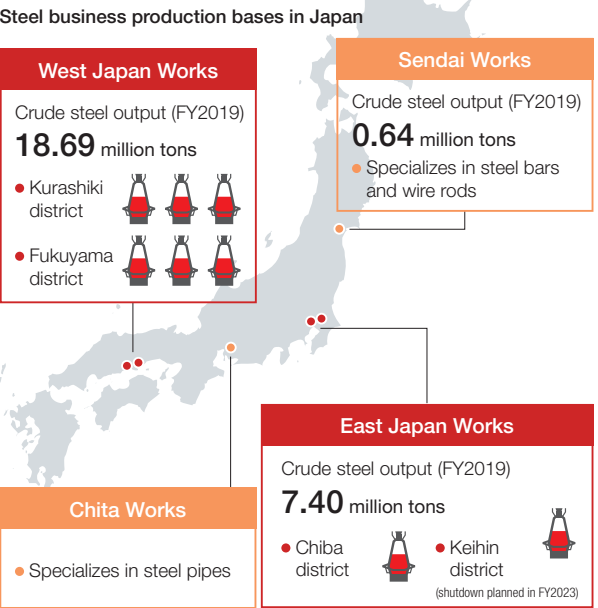 Steel business production bases in Japan
West Japan Works
Crude steel output (FY2019)
18.69 million tons
• Kurashiki
district
• Fukuyama
district
Sendai Works
Crude steel output (FY2019)
0.64 million tons
• Specializes in steel bars
and wire rods
East Japan Works
Crude steel output (FY2019)
7.40 million tons
• Chiba
district
• Keihin
district
(shutdown planned in FY2023)
Chita Works
• Specializes in steel pipes